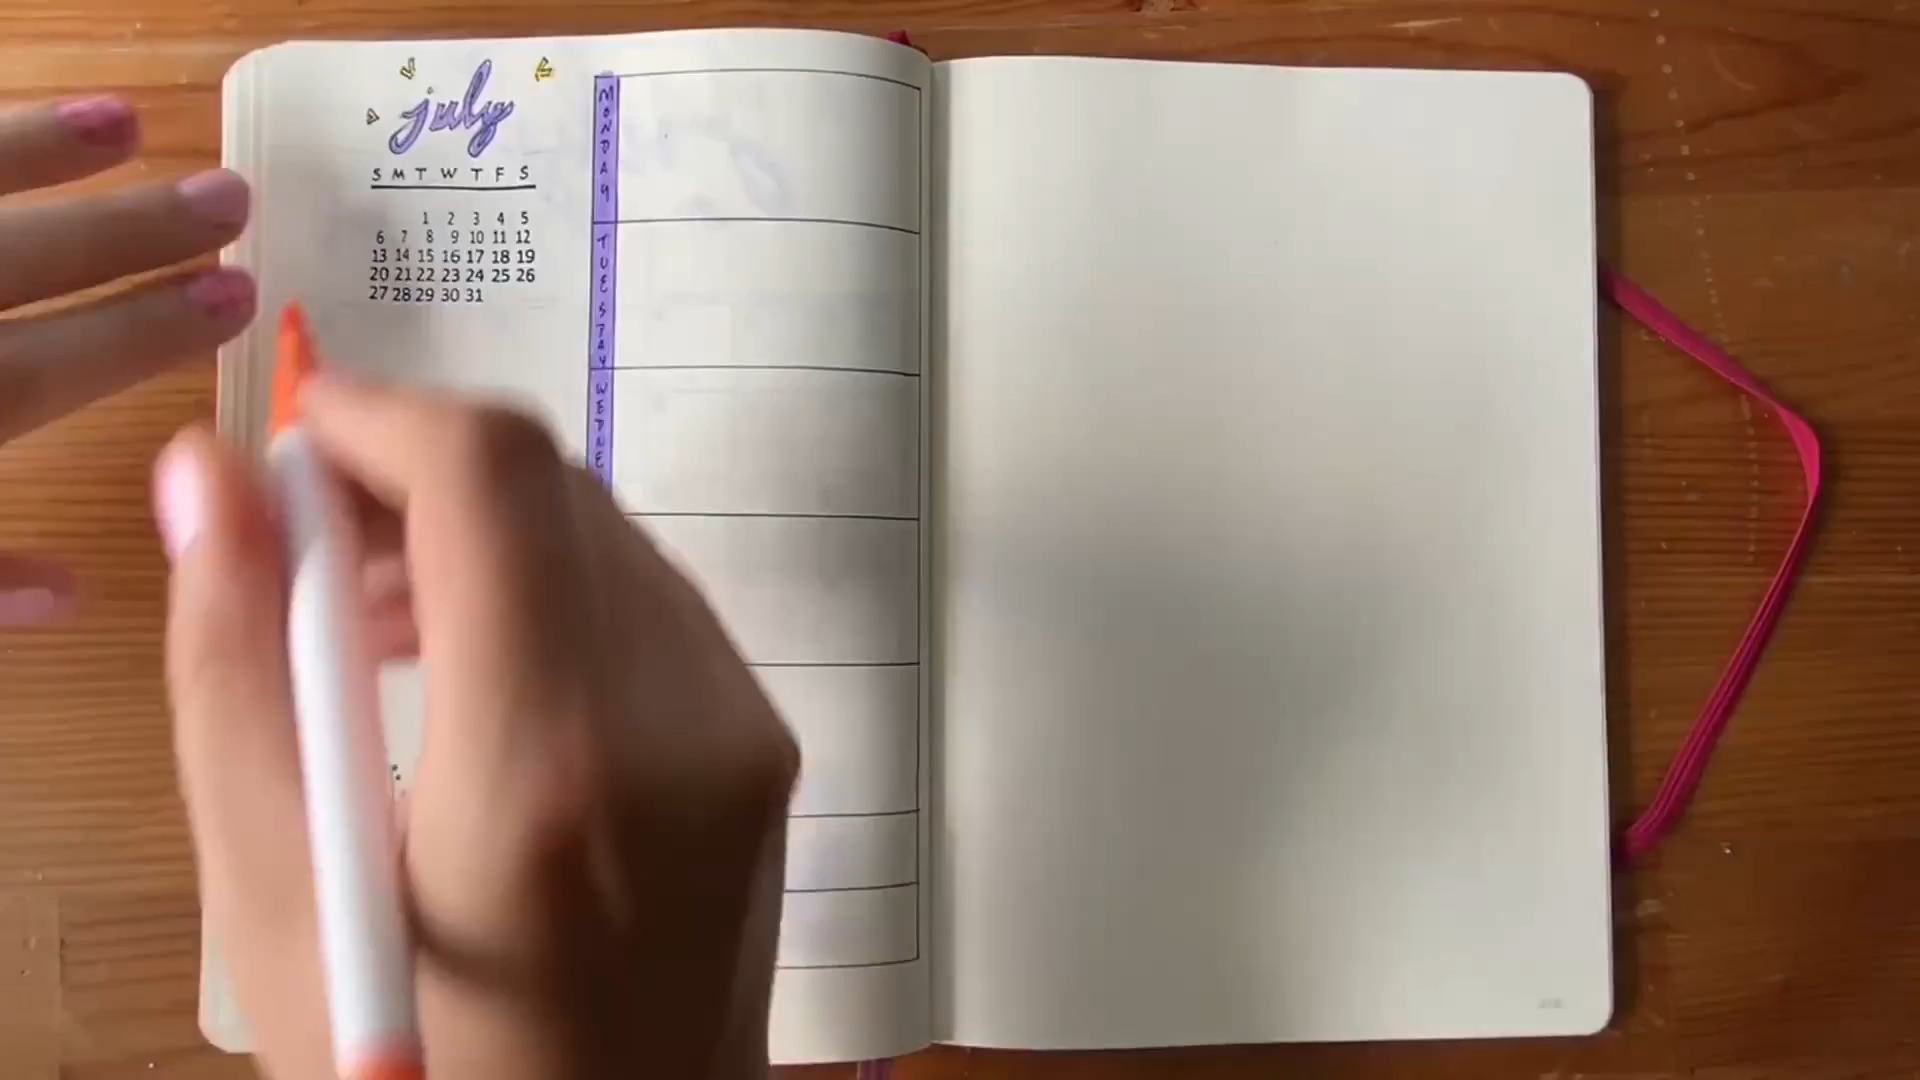 july
S M T W T F S
1 2 3 4 5
6 7 8 9 10 11 12
13 14 15 16 17 18 19
20 21 22 23 24 25 26
27 28 29 30 31
MONDAY
TUESDAY
WEDNE